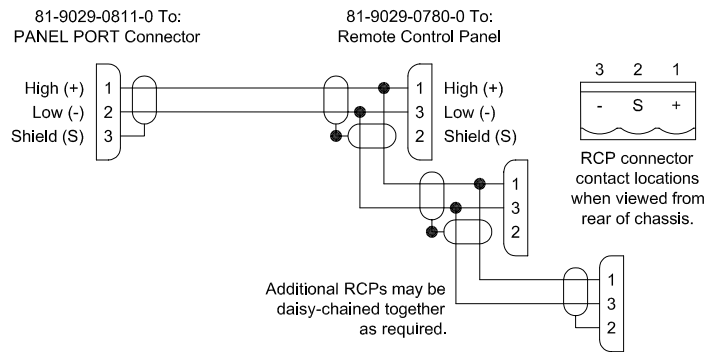 81-9029-0811-0 To:
PANEL PORT Connector
81-9029-0780-0 To:
Remote Control Panel
High (+) 1
Low (-) 2
Shield (S) 3
1 High (+)
3 Low (-)
2 Shield (S)
3 2 1
- S +
RCP connector
contact locations
when viewed from
rear of chassis.
1
3
2
Additional RCPs may be
daisy-chained together
as required.
1
3
2